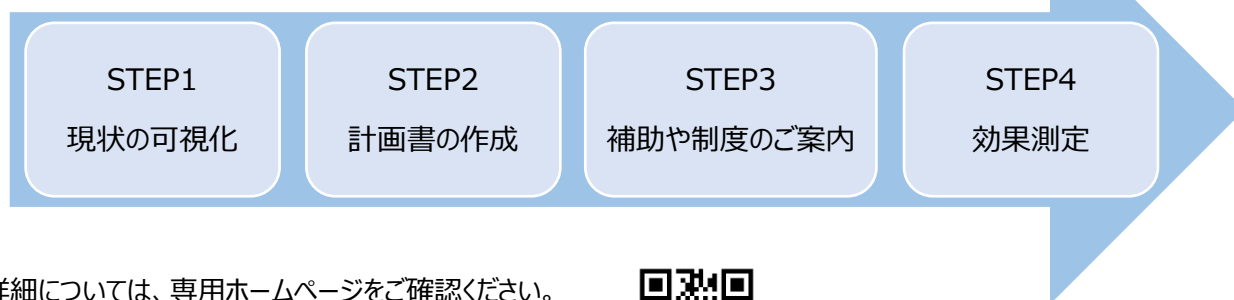 STEP1
現状の可視化
STEP2
計画書の作成
STEP3
補助や制度のご案内
STEP4
効果測定
詳細については、専用ホームページをご確認ください。